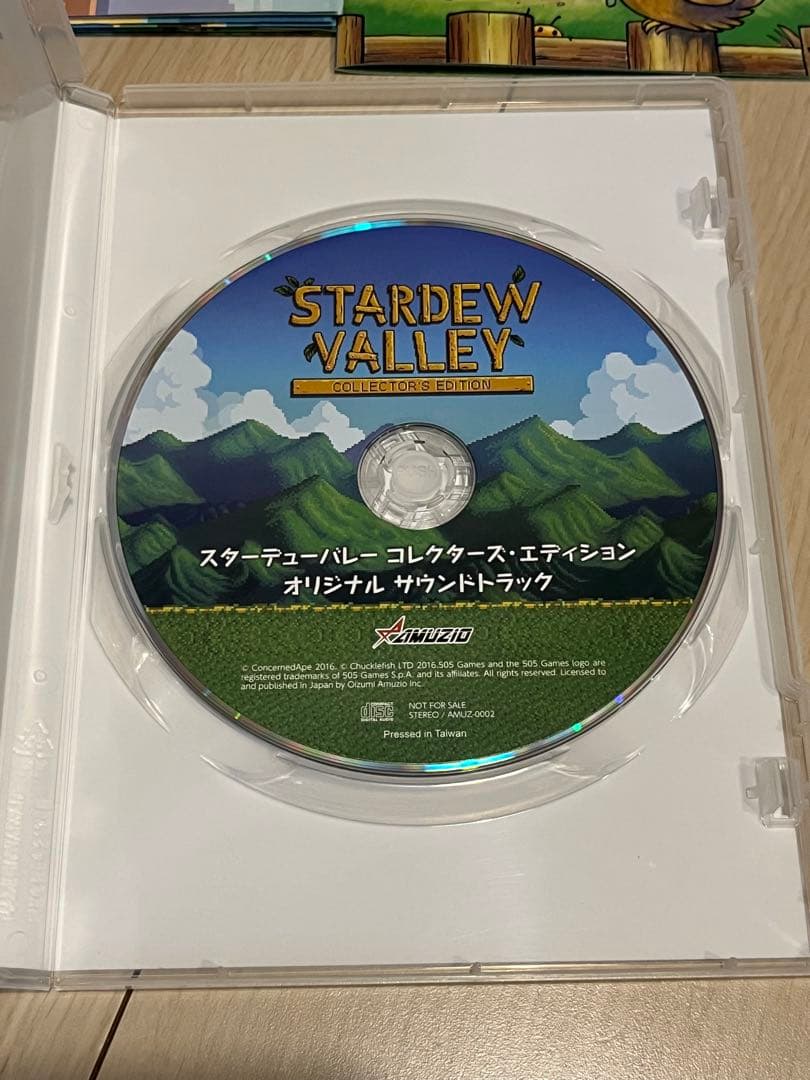 STARDEW
VALLEY
COLLECTOR'S EDITION
スターデューバレー コレクターズ・エディション
オリジナル サウンドトラック
AMUZIO
© ConcernedApe 2016. © Chucklefish LTD 2016.505 Games and the 505 Games logo are
registered trademarks of 505 Games S.p.A. and its affiliates. All rights reserved. Licensed to
and published in Japan by Oizumi Amuzio Inc.
COMPACT
disc
DIGITAL AUDIO
NOT FOR SALE
STEREO / AMUZ-0002
Pressed in Taiwan